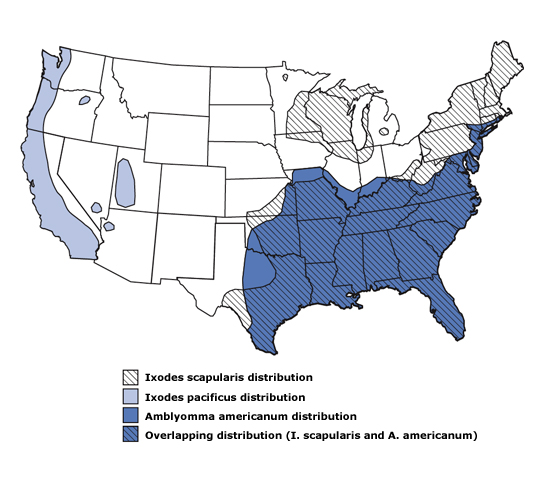 Ixodes scapularis distribution
Ixodes pacificus distribution
Amblyomma americanum distribution
Overlapping distribution (I. scapularis and A. americanum)